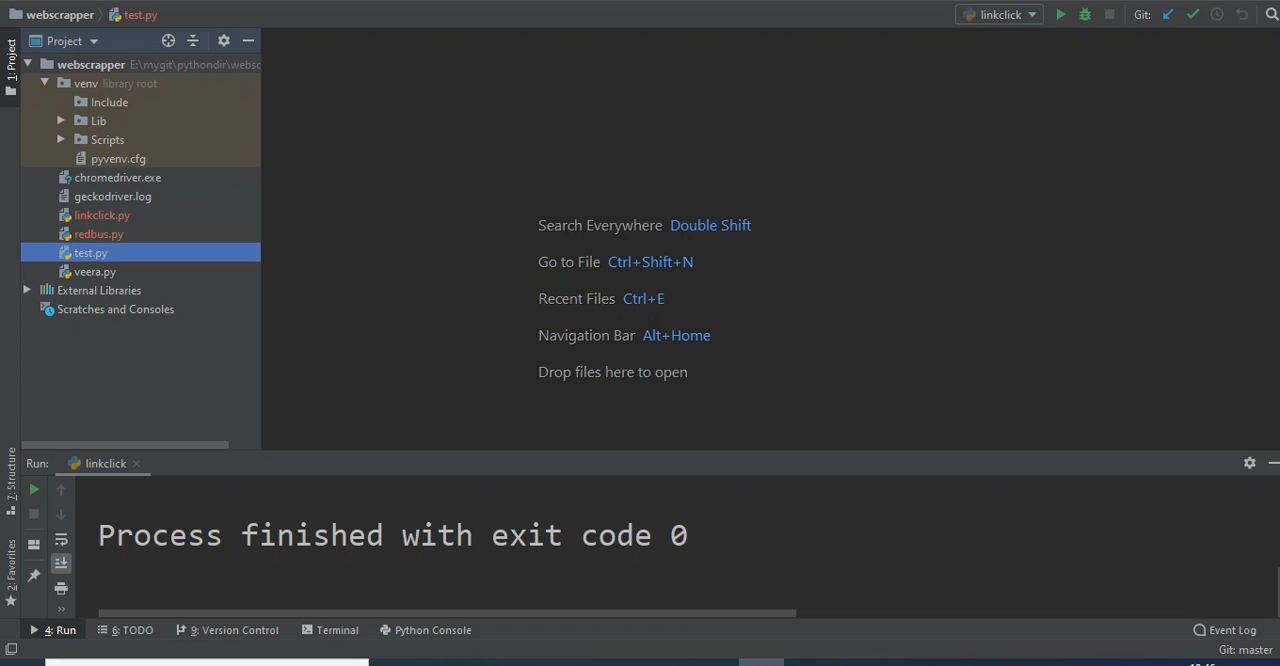 webscrapper test.py
linkclick Git:
1: Project
Project
webscrapper E:\mygit\pythondir\websc
venv library root
Include
Lib
Scripts
pyvenv.cfg
chromedriver.exe
geckodriver.log
linkclick.py
redbus.py
test.py
veera.py
External Libraries
Scratches and Consoles
Search Everywhere Double Shift
Go to File Ctrl+Shift+N
Recent Files Ctrl+E
Navigation Bar Alt+Home
Drop files here to open
7: Structure
2: Favorites
Run: linkclick
Process finished with exit code 0
4: Run 6: TODO 9: Version Control Terminal Python Console Event Log
Git: master